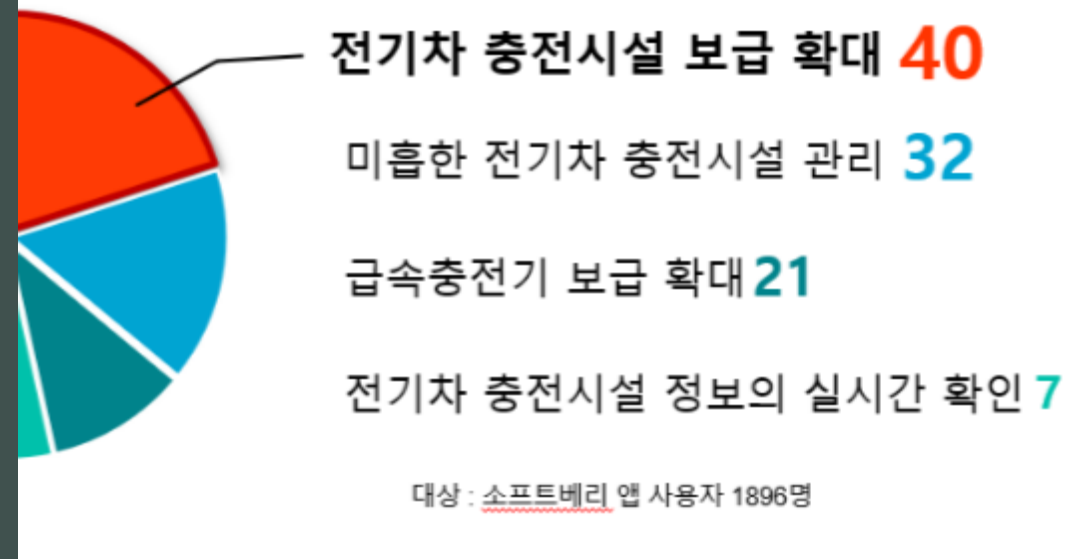 전기차 충전시설 보급 확대 40
미흡한 전기차 충전시설 관리 32
급속충전기 보급 확대 21
전기차 충전시설 정보의 실시간 확인 7
대상 : 소프트베리 앱 사용자 1896명